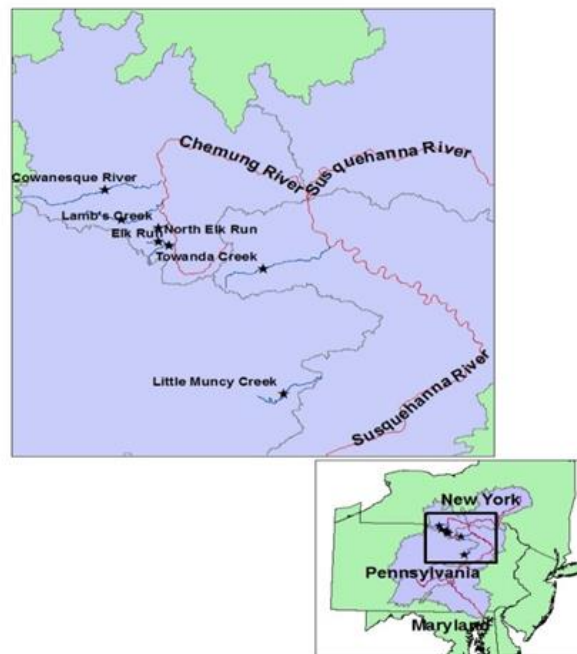 Chemung River
Susquehanna River
Cowanesque River
Lamb's Creek
North Elk Run
Elk Run
Towanda Creek
Little Muncy Creek
Susquehanna River
New York
Pennsylvania
Maryland